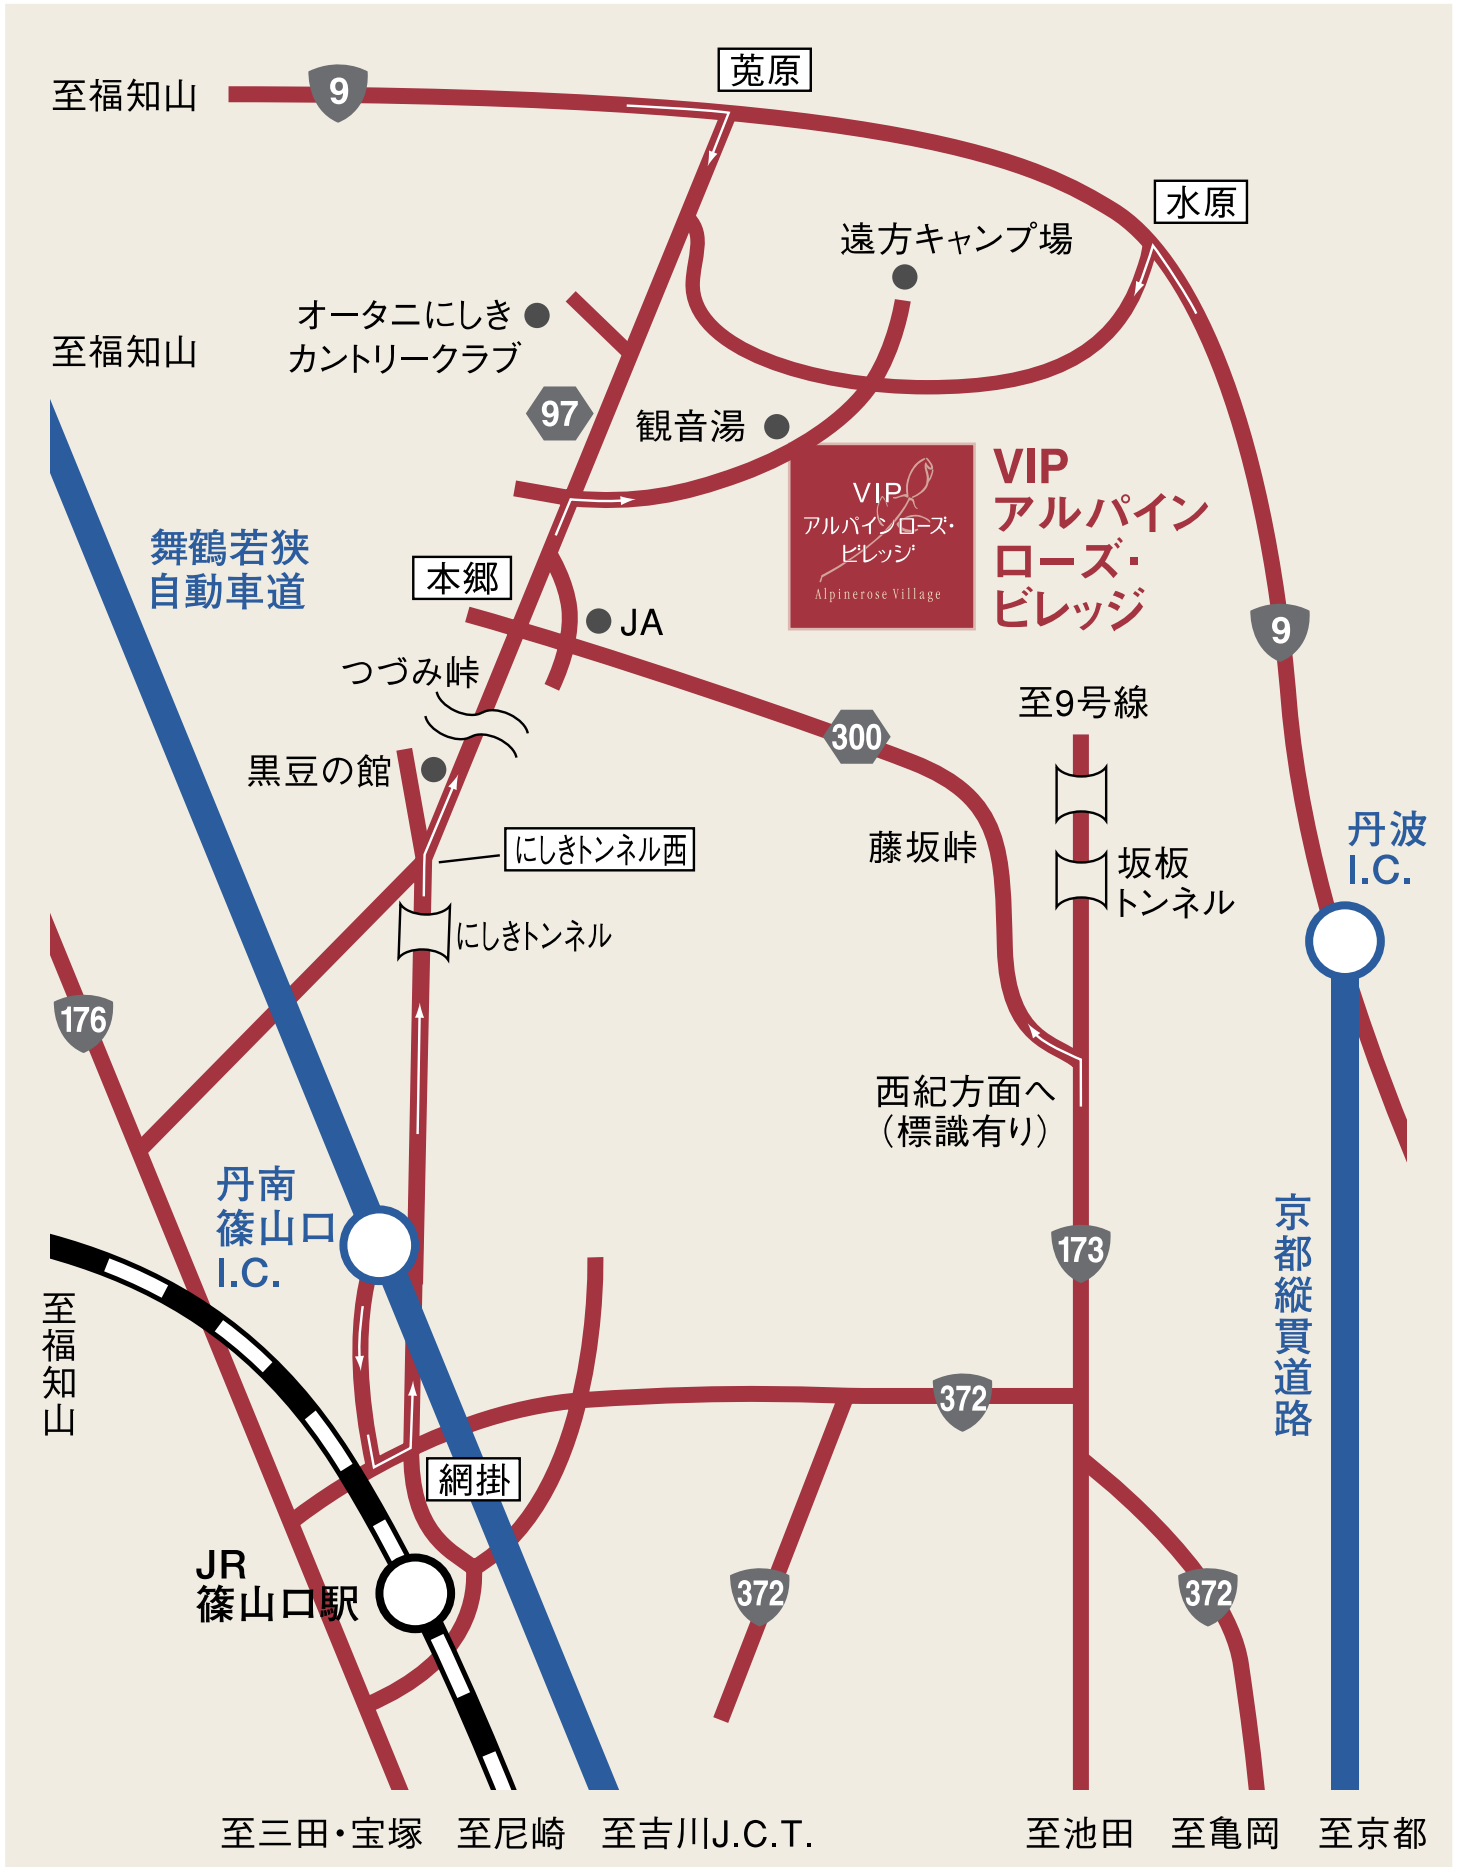 菟原
至福知山
9
水原
遠方キャンプ場
オータニにしき
カントリークラブ
至福知山
97
観音湯
VIP
アルパイン
ローズ・
ビレッジ
VIP
アルパインローズ・
ビレッジ
Alpinerose Village
舞鶴若狭
自動車道
本郷
JA
9
つづみ峠
至9号線
300
黒豆の館
にしきトンネル西
藤坂峠
坂板
トンネル
丹波
I.C.
にしきトンネル
176
西紀方面へ
(標識有り)
丹南
篠山口
I.C.
173
京都縦貫道路
至福知山
372
網掛
JR
篠山口駅
372
372
至三田・宝塚
至尼崎
至吉川J.C.T.
至池田
至亀岡
至京都